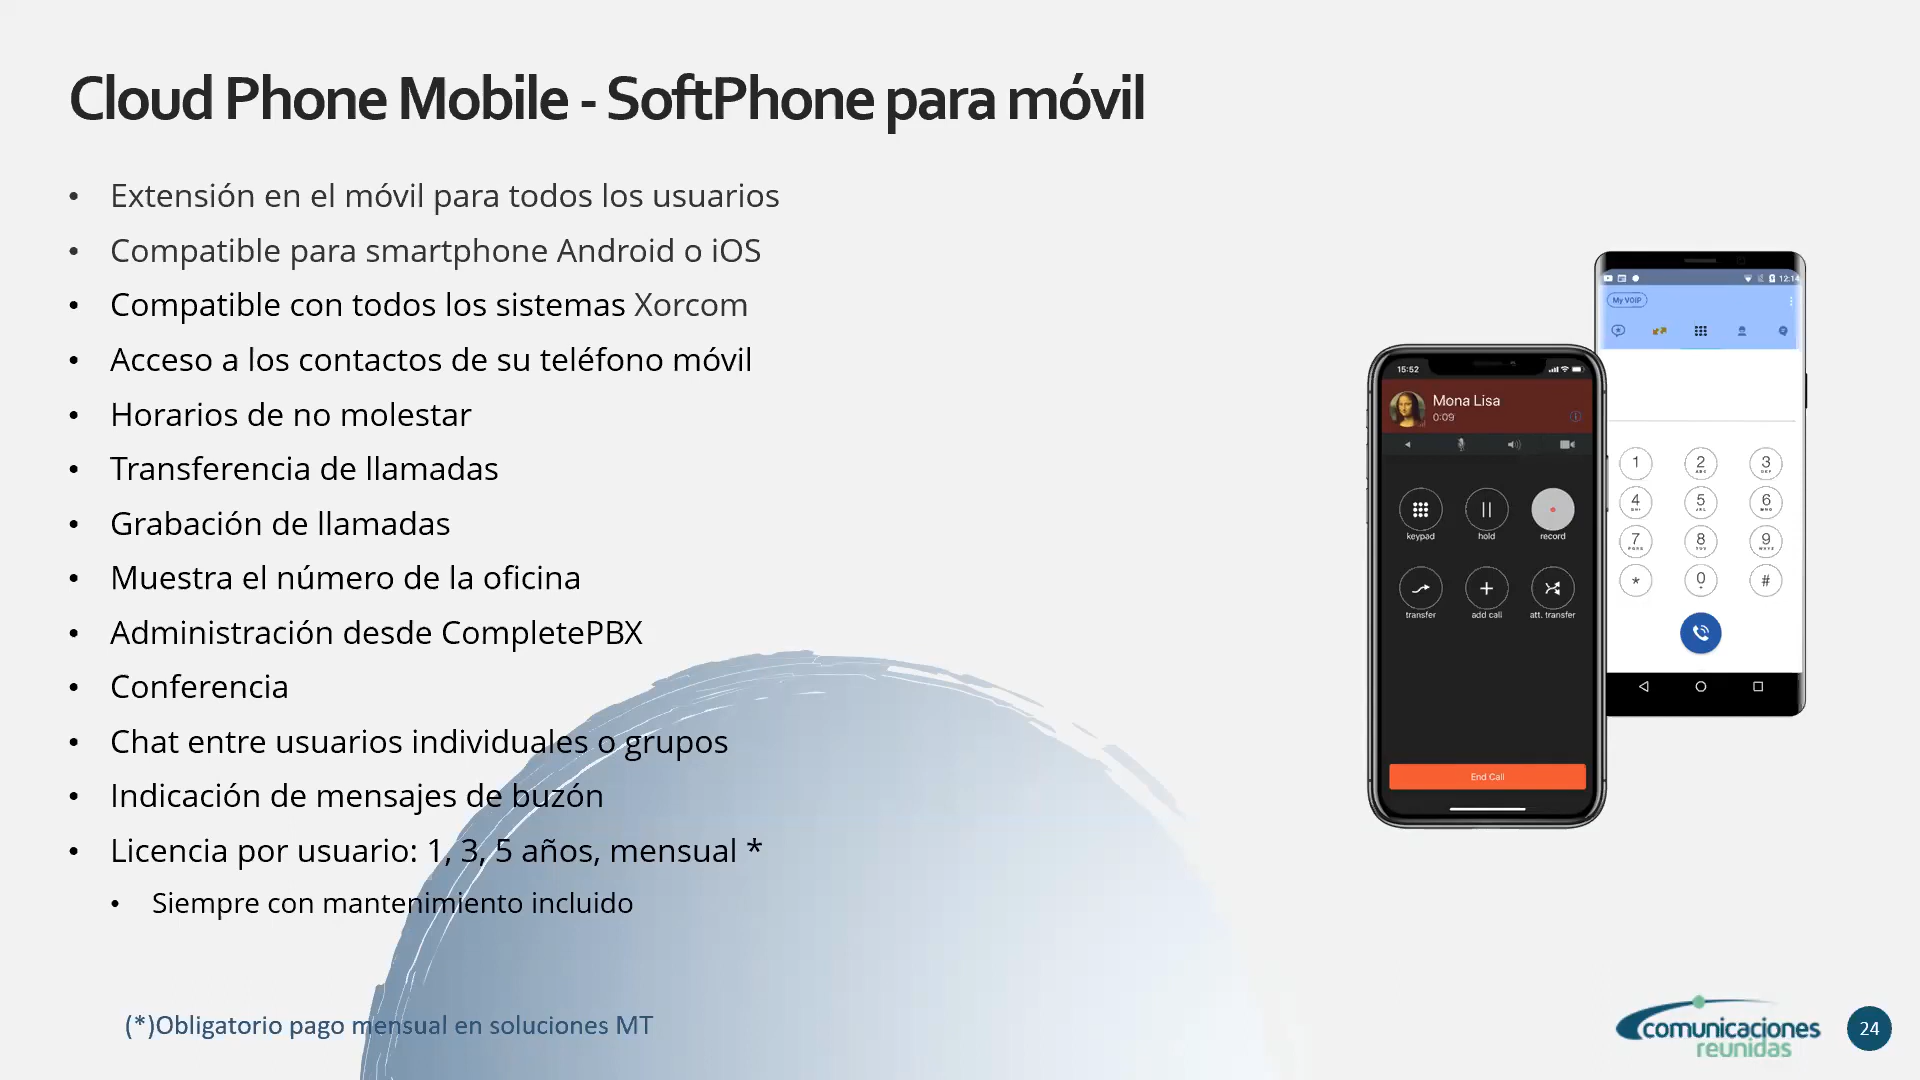 Cloud Phone Mobile - SoftPhone para móvil
• Extensión en el móvil para todos los usuarios
• Compatible para smartphone Android o iOS
• Compatible con todos los sistemas Xorcom
• Acceso a los contactos de su teléfono móvil
• Horarios de no molestar
• Transferencia de llamadas
• Grabación de llamadas
• Muestra el número de la oficina
• Administración desde CompletePBX
• Conferencia
• Chat entre usuarios individuales o grupos
• Indicación de mensajes de buzón
• Licencia por usuario: 1, 3, 5 años, mensual *
• Siempre con mantenimiento incluido
(*)Obligatorio pago mensual en soluciones MT
15:52
Mona Lisa
0:09
keypad hold record
transfer add call att. transfer
End Call
12:14
My VOIP
1 2 3
4 5 6
7 8 9
* 0 #
comunicaciones
reunidas
24